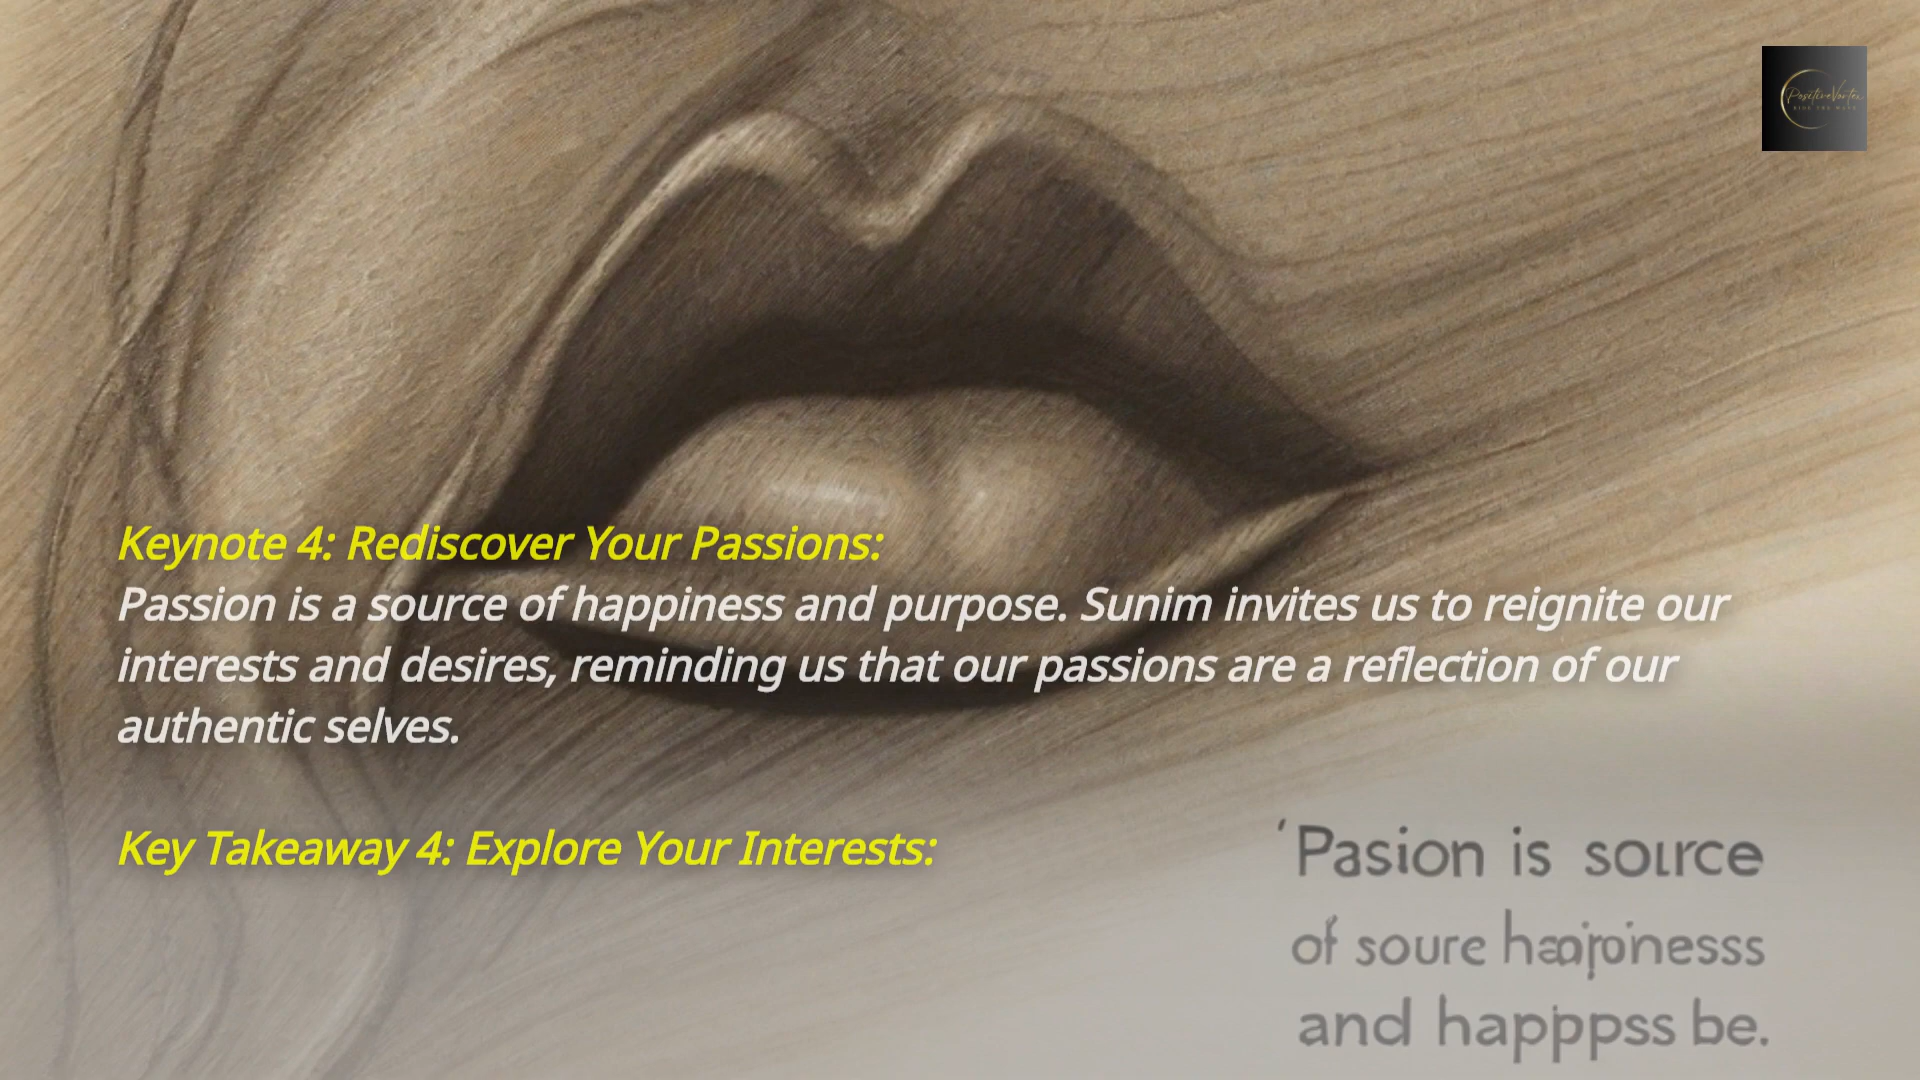 PositiveVortex
Keynote 4: Rediscover Your Passions:
Passion is a source of happiness and purpose. Sunim invites us to reignite our
interests and desires, reminding us that our passions are a reflection of our
authentic selves.
Key Takeaway 4: Explore Your Interests:
'Pasion is soırce
of soure
and happpss be.